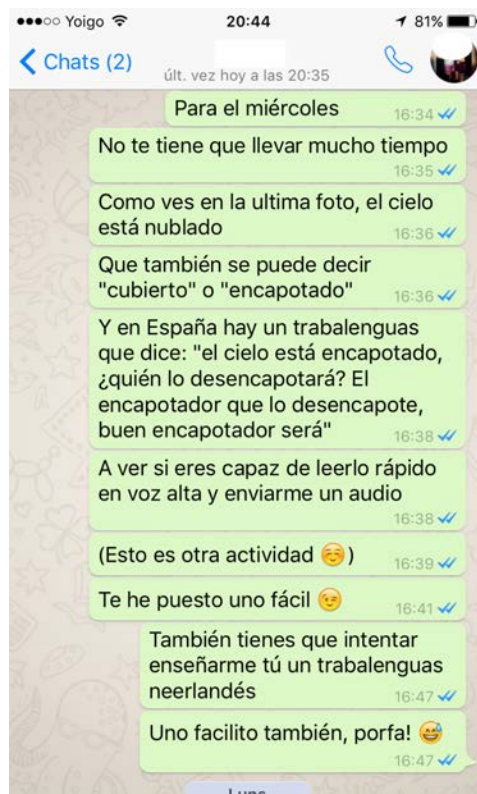 Yoigo 20:44 81%
Chats (2)
últ. vez hoy a las 20:35
Para el miércoles
16:34
No te tiene que llevar mucho tiempo
16:35
Como ves en la ultima foto, el cielo
está nublado
16:36
Que también se puede decir
"cubierto" o "encapotado"
16:36
Y en España hay un trabalenguas
que dice: "el cielo está encapotado,
¿quién lo desencapotará? El
encapotador que lo desencapote,
buen encapotador será"
16:38
A ver si eres capaz de leerlo rápido
en voz alta y enviarme un audio
16:38
(Esto es otra actividad ☺️)
16:39
Te he puesto uno fácil 😉
16:41
También tienes que intentar
enseñarme tú un trabalenguas
neerlandés
16:47
Uno facilito también, porfa! 😅
16:47